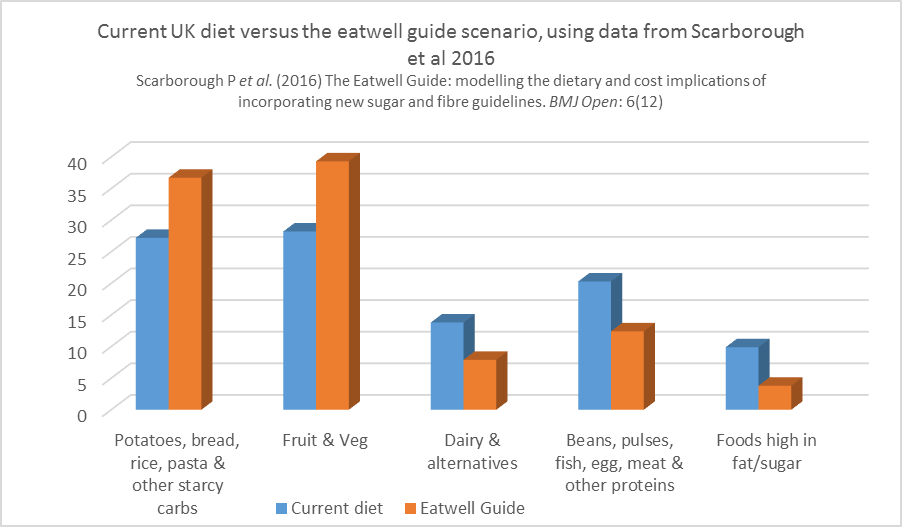 Current UK diet versus the eatwell guide scenario, using data from Scarborough
et al 2016
Scarborough P et al. (2016) The Eatwell Guide: modelling the dietary and cost implications of
incorporating new sugar and fibre guidelines. BMJ Open: 6(12)
40
35
30
25
20
15
10
5
0
Potatoes, bread,
rice, pasta &
other starcy
carbs
Fruit & Veg
Dairy &
alternatives
Beans, pulses,
fish, egg, meat &
other proteins
Foods high in
fat/sugar
Current diet
Eatwell Guide